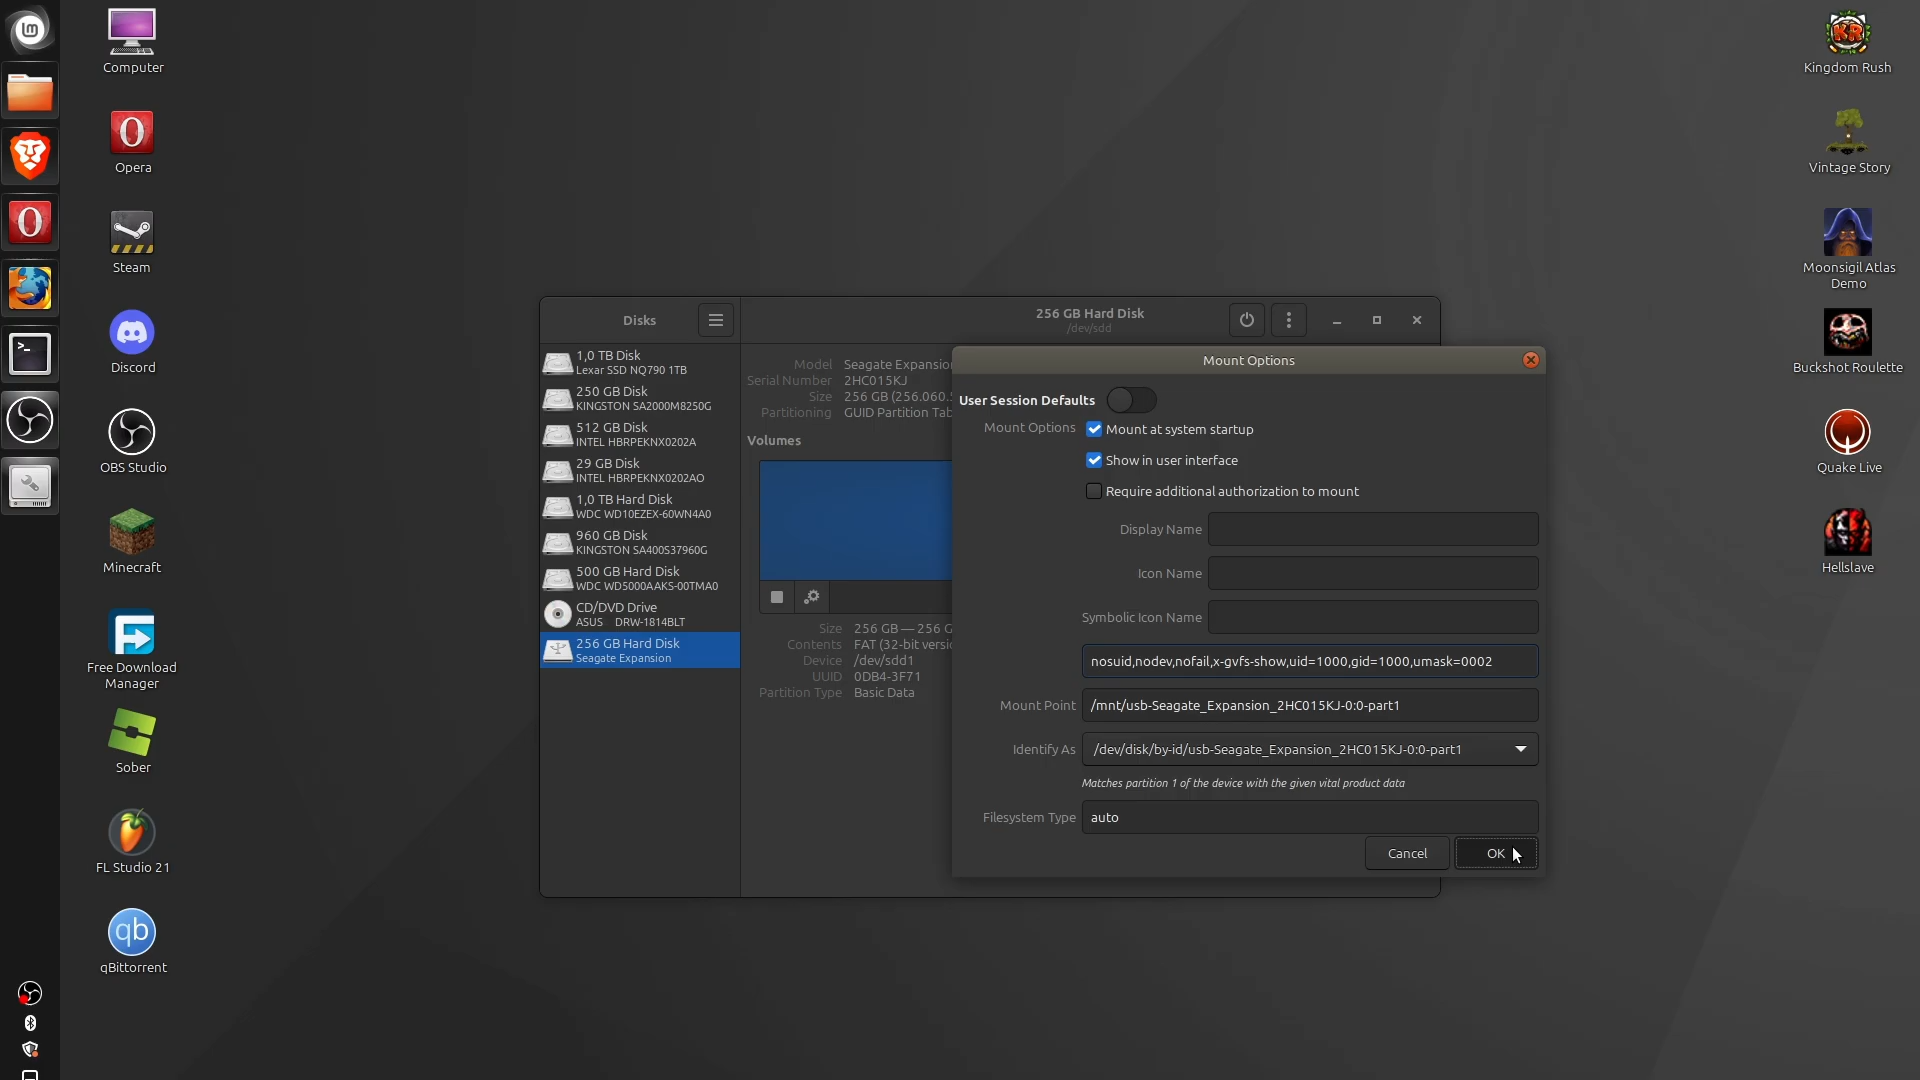 Computer
Opera
Steam
Discord
OBS Studio
Minecraft
Free Download
Manager
Sober
FL Studio 21
qb
qBittorrent
Disks
256 GB Hard Disk
/dev/sdd
1,0 TB Disk
Lexar SSD NQ790 1TB
250 GB Disk
KINGSTON SA2000M8250G
512 GB Disk
INTEL HBRPEKNX0202A
29 GB Disk
INTEL HBRPEKNX0202AO
1,0 TB Hard Disk
WDC WD10EZEX-60WN4A0
960 GB Disk
KINGSTON SA400S37960G
500 GB Hard Disk
WDC WD5000AAKS-00TMA0
CD/DVD Drive
ASUS DRW-1814BLT
256 GB Hard Disk
Seagate Expansion
Model Seagate Expansion
Serial Number 2HC015KJ
Size 256 GB (256.060.5
Partitioning GUID Partition Tab
Volumes
Size 256 GB — 256 G
Contents FAT (32-bit versio
Device /dev/sdd1
UUID 0DB4-3F71
Partition Type Basic Data
Mount Options
User Session Defaults
Mount Options Mount at system startup
Show in user interface
Require additional authorization to mount
Display Name
Icon Name
Symbolic Icon Name
nosuid,nodev,nofail,x-gvfs-show,uid=1000,gid=1000,umask=0002
Mount Point /mnt/usb-Seagate_Expansion_2HC015KJ-0:0-part1
Identify As /dev/disk/by-id/usb-Seagate_Expansion_2HC015KJ-0:0-part1
Matches partition 1 of the device with the given vital product data
Filesystem Type auto
Cancel OK
KR
Kingdom Rush
Vintage Story
Moonsigil Atlas
Demo
Buckshot Roulette
Quake Live
Hellslave